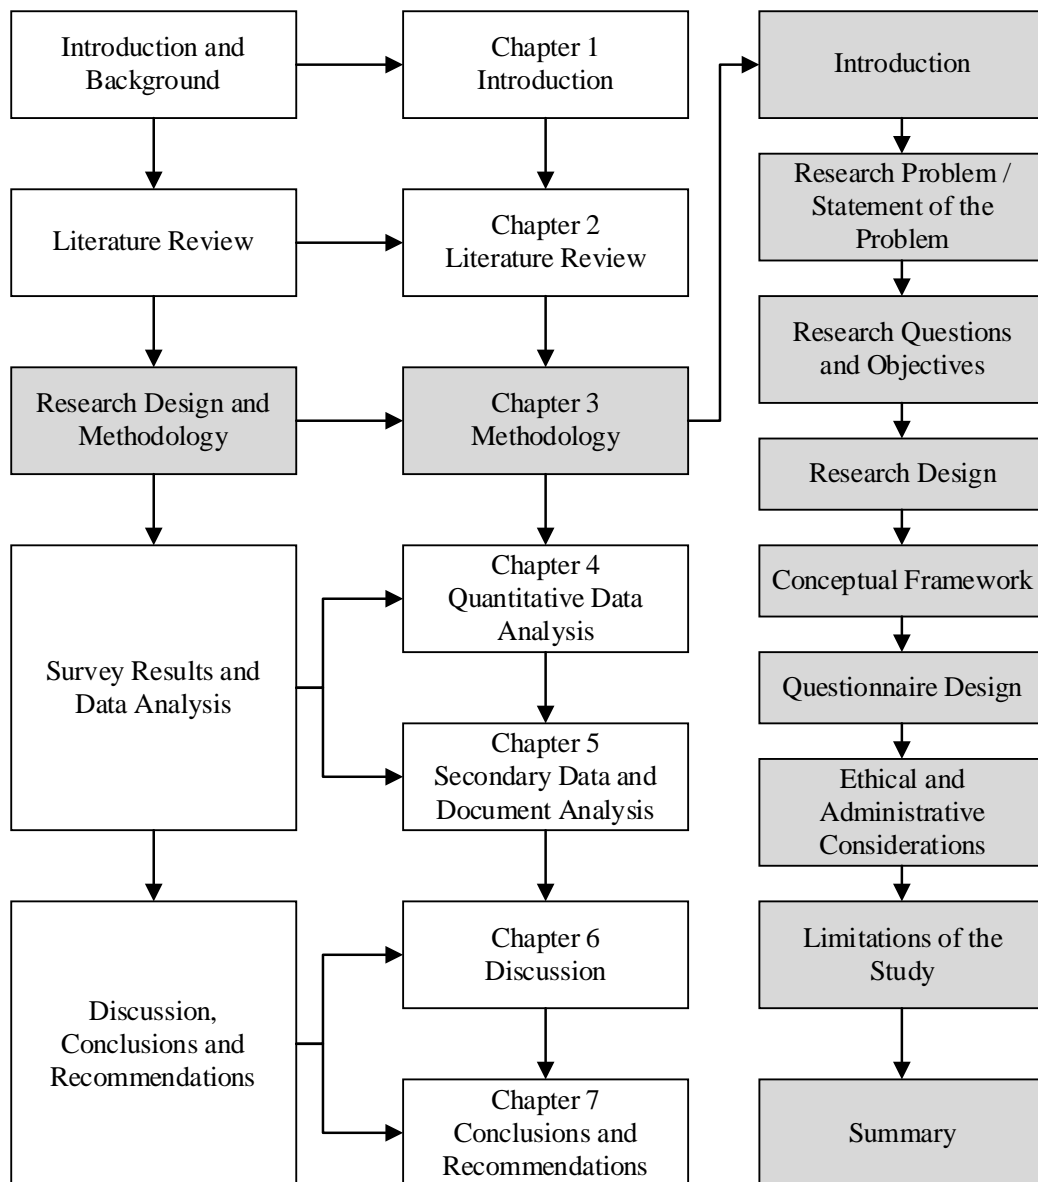 Introduction and
Background
Literature Review
Research Design and
Methodology
Survey Results and
Data Analysis
Discussion,
Conclusions and
Recommendations
Chapter 1
Introduction
Chapter 2
Literature Review
Chapter 3
Methodology
Chapter 4
Quantitative Data
Analysis
Chapter 5
Secondary Data and
Document Analysis
Chapter 6
Discussion
Chapter 7
Conclusions and
Recommendations
Introduction
Research Problem /
Statement of the
Problem
Research Questions
and Objectives
Research Design
Conceptual Framework
Questionnaire Design
Ethical and
Administrative
Considerations
Limitations of the
Study
Summary